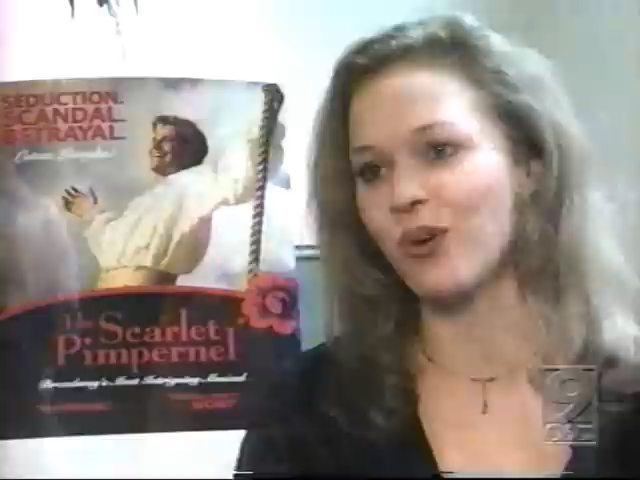 SEDUCTION.
SCANDAL.
BETRAYAL.
The Scarlet
Pimpernel
Broadway's Most Intriguing Musical
9